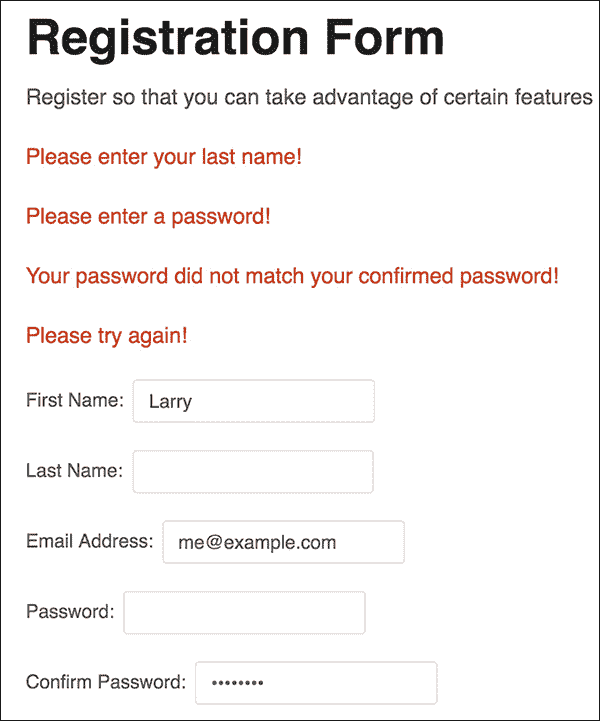 Registration Form
Register so that you can take advantage of certain features
Please enter your last name!
Please enter a password!
Your password did not match your confirmed password!
Please try again!
First Name: Larry
Last Name:
Email Address: me@example.com
Password:
Confirm Password: ••••••••